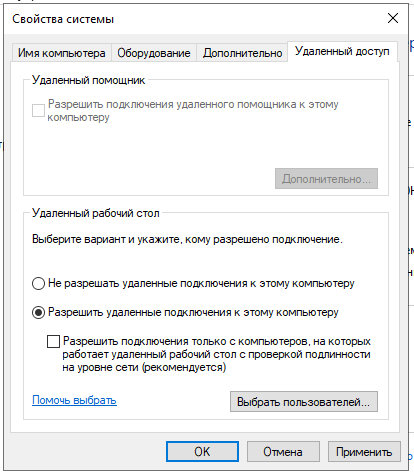 Свойства системы
Имя компьютера
Оборудование
Дополнительно
Удаленный доступ
Удаленный помощник
Разрешить подключения удаленного помощника к этому
компьютеру
Дополнительно...
Удаленный рабочий стол
Выберите вариант и укажите, кому разрешено подключение.
Не разрешать удаленные подключения к этому компьютеру
Разрешить удаленные подключения к этому компьютеру
Разрешить подключения только с компьютеров, на которых
работает удаленный рабочий стол с проверкой подлинности
на уровне сети (рекомендуется)
Помочь выбрать
Выбрать пользователей...
OK
Отмена
Применить